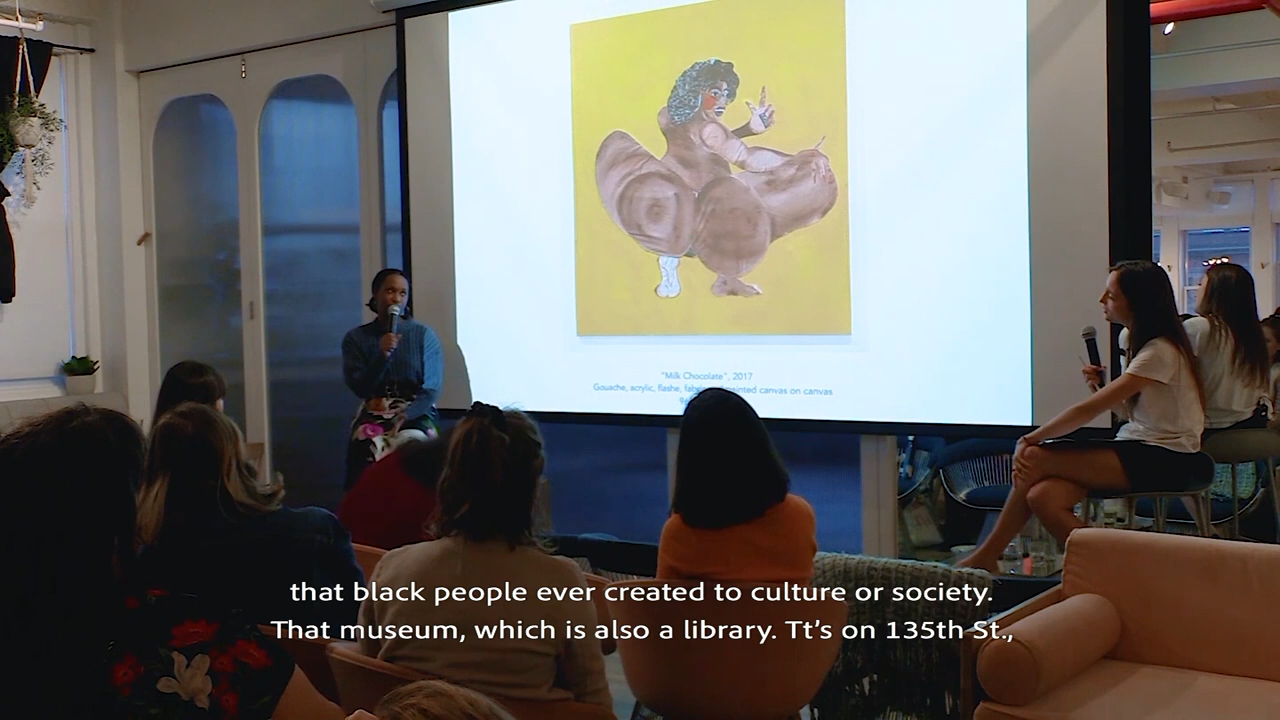 "Milk Chocolate", 2017
Gouache, acrylic, flashe, painted canvas on canvas
that black people ever created to culture or society.
That museum, which is also a library. Tt's on 135th St.,